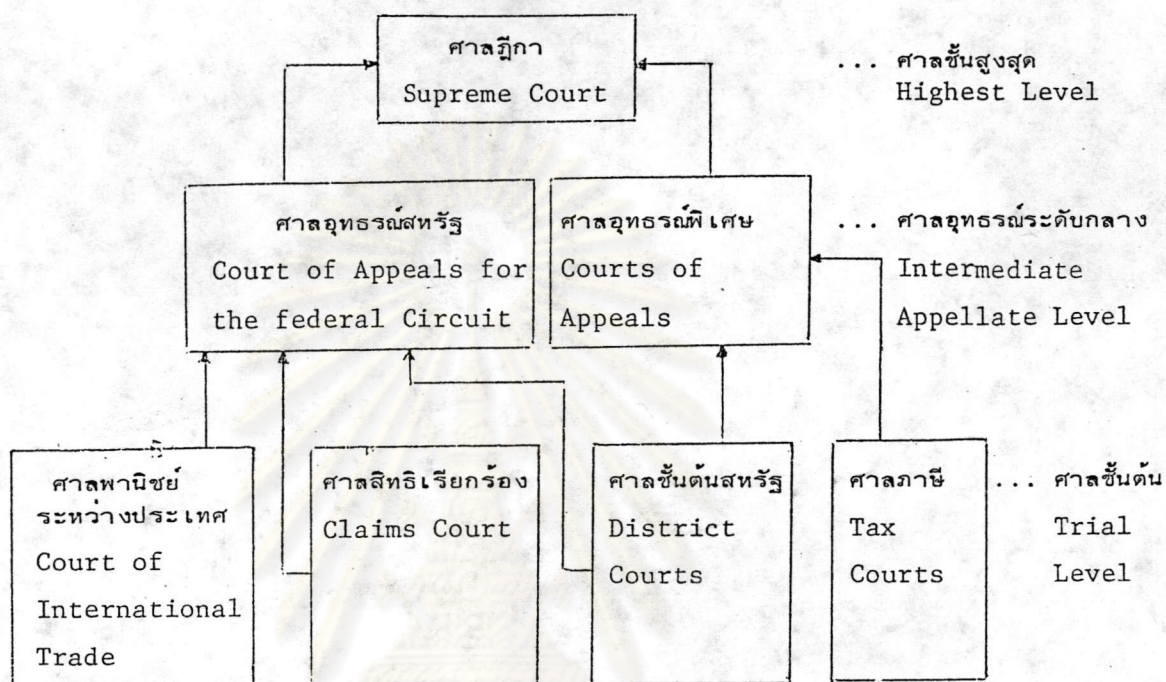 ศาลฎีกา
Supreme Court
... ศาลชั้นสูงสุด
Highest Level
ศาลอุทธรณ์สหรัฐ
Court of Appeals for
the federal Circuit
ศาลอุทธรณ์พิเศษ
Courts of
Appeals
... ศาลอุทธรณ์ระดับกลาง
Intermediate
Appellate Level
ศาลพานิชย์
ระหว่างประเทศ
Court of
International
Trade
ศาลสิทธิเรียกร้อง
Claims Court
ศาลชั้นต้นสหรัฐ
District
Courts
ศาลภาษี
Tax
Courts
... ศาลชั้นต้น
Trial
Level